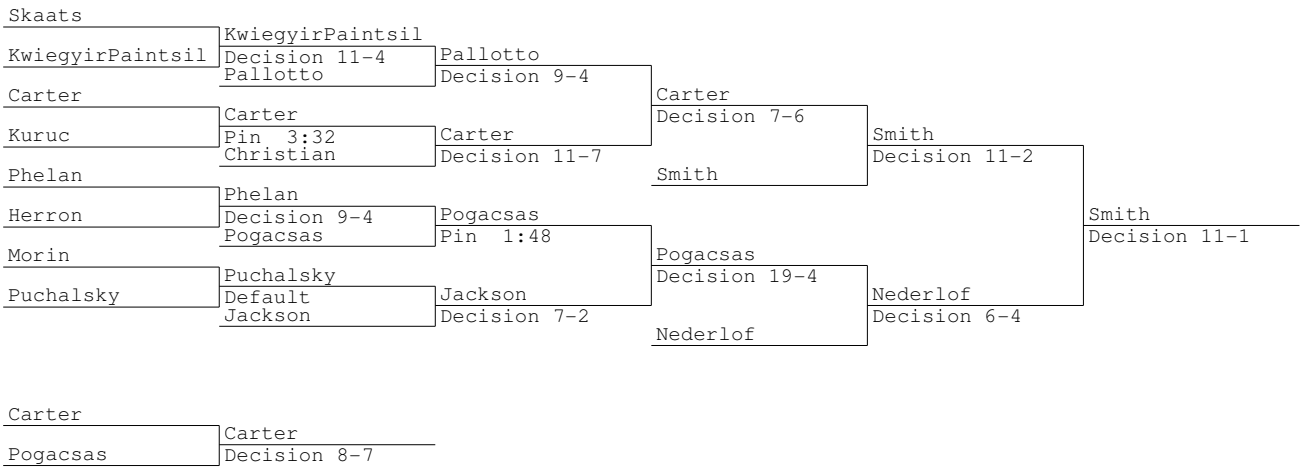 Skaats
KwiegyirPaintsil
KwiegyirPaintsil
Decision 11-4
Pallotto
Pallotto
Decision 9-4
Carter
Kuruc
Carter
Pin 3:32
Christian
Carter
Decision 11-7
Carter
Decision 7-6
Smith
Smith
Decision 11-2
Phelan
Herron
Phelan
Decision 9-4
Pogacsas
Pogacsas
Pin 1:48
Morin
Puchalsky
Puchalsky
Default
Jackson
Jackson
Decision 7-2
Pogacsas
Decision 19-4
Nederlof
Nederlof
Decision 6-4
Smith
Decision 11-1
Carter
Pogacsas
Carter
Decision 8-7